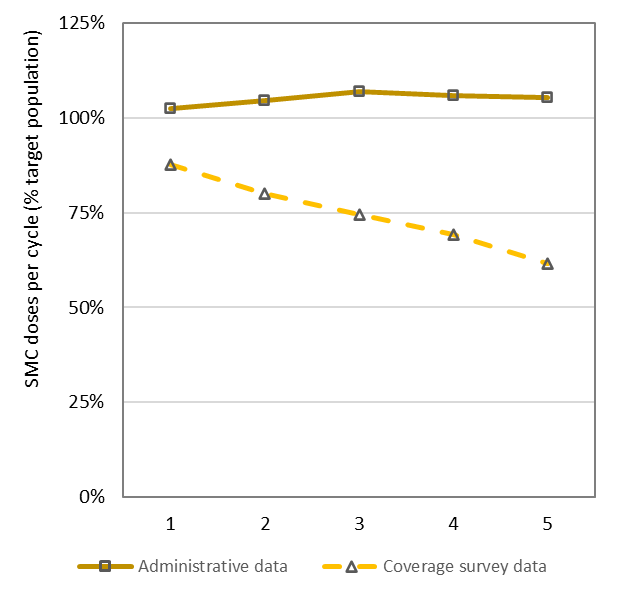 SMC doses per cycle (% target population)
125%
100%
75%
50%
25%
0%
1 2 3 4 5
Administrative data Coverage survey data